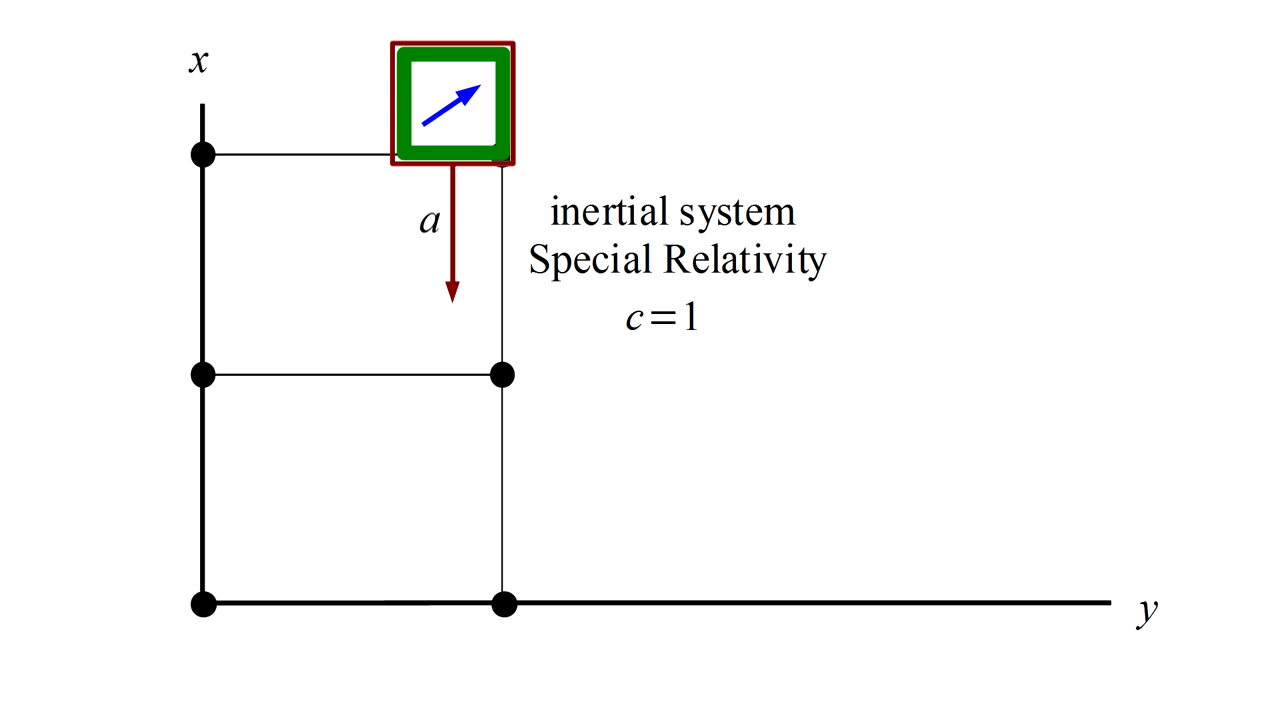 x
a
inertial system
Special Relativity
c=1
y